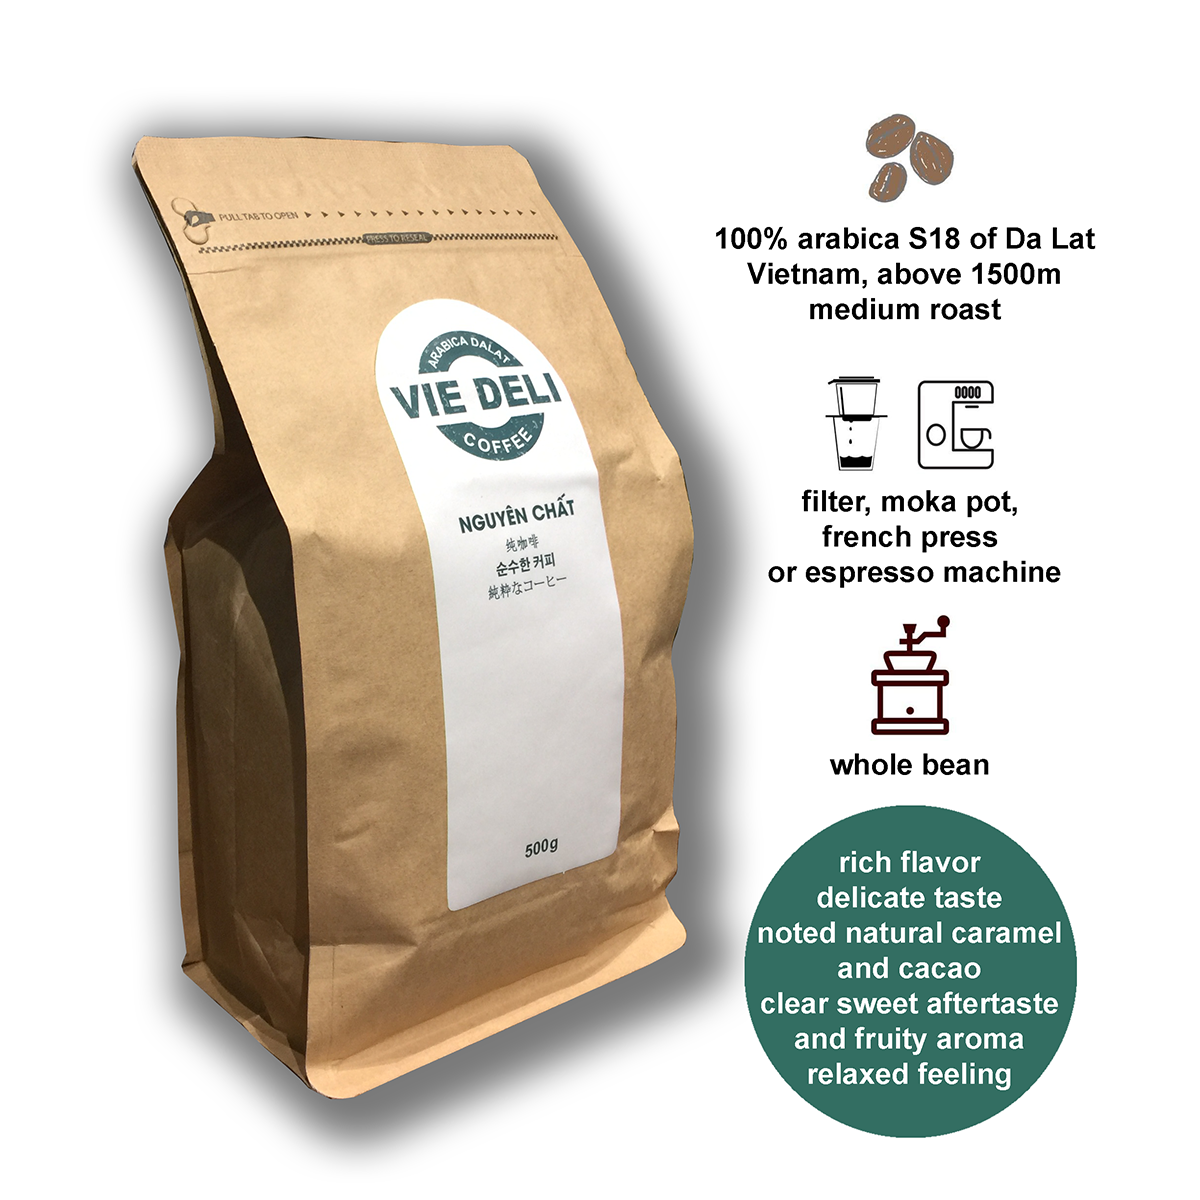 PULL TAB TO OPEN
PRESS TO RESEAL
ARABICA DALAT
VIE DELI
COFFEE
NGUYÊN CHẤT
纯咖啡
순수한 커피
純粋なコーヒー
500g
100% arabica S18 of Da Lat
Vietnam, above 1500m
medium roast
filter, moka pot,
french press
or espresso machine
whole bean
rich flavor
delicate taste
noted natural caramel
and cacao
clear sweet aftertaste
and fruity aroma
relaxed feeling